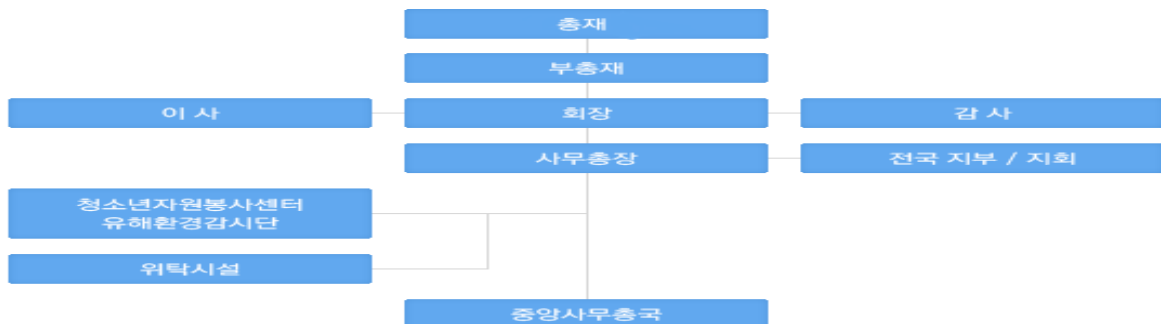 총재
부총재
이 사
회장
감 사
사무총장
전국 지부 / 지회
청소년자원봉사센터
유해환경감시단
위탁시설
중앙사무총국